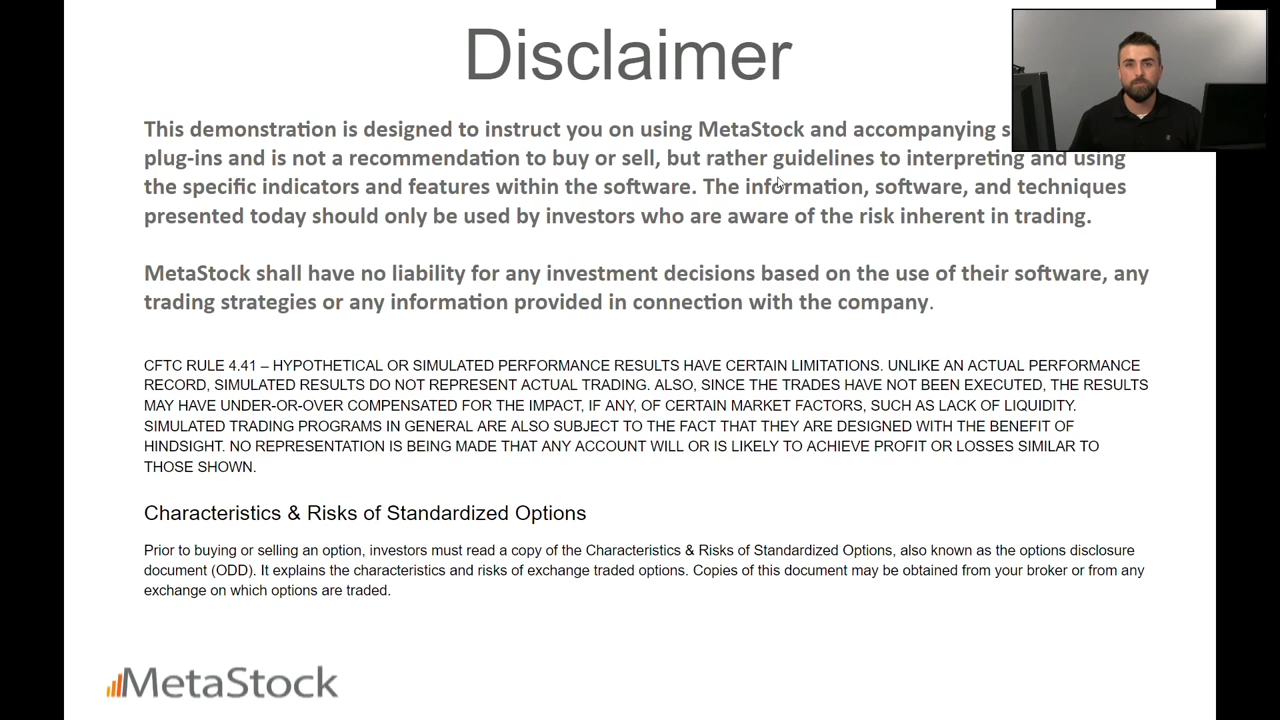 Disclaimer
This demonstration is designed to instruct you on using MetaStock and accompanying
plug-ins and is not a recommendation to buy or sell, but rather guidelines to interpreting and using
the specific indicators and features within the software. The information, software, and techniques
presented today should only be used by investors who are aware of the risk inherent in trading.
MetaStock shall have no liability for any investment decisions based on the use of their software, any
trading strategies or any information provided in connection with the company.
CFTC RULE 4.41 – HYPOTHETICAL OR SIMULATED PERFORMANCE RESULTS HAVE CERTAIN LIMITATIONS. UNLIKE AN ACTUAL PERFORMANCE
RECORD, SIMULATED RESULTS DO NOT REPRESENT ACTUAL TRADING. ALSO, SINCE THE TRADES HAVE NOT BEEN EXECUTED, THE RESULTS
MAY HAVE UNDER-OR-OVER COMPENSATED FOR THE IMPACT, IF ANY, OF CERTAIN MARKET FACTORS, SUCH AS LACK OF LIQUIDITY.
SIMULATED TRADING PROGRAMS IN GENERAL ARE ALSO SUBJECT TO THE FACT THAT THEY ARE DESIGNED WITH THE BENEFIT OF
HINDSIGHT. NO REPRESENTATION IS BEING MADE THAT ANY ACCOUNT WILL OR IS LIKELY TO ACHIEVE PROFIT OR LOSSES SIMILAR TO
THOSE SHOWN.
Characteristics & Risks of Standardized Options
Prior to buying or selling an option, investors must read a copy of the Characteristics & Risks of Standardized Options, also known as the options disclosure
document (ODD). It explains the characteristics and risks of exchange traded options. Copies of this document may be obtained from your broker or from any
exchange on which options are traded.
MetaStock